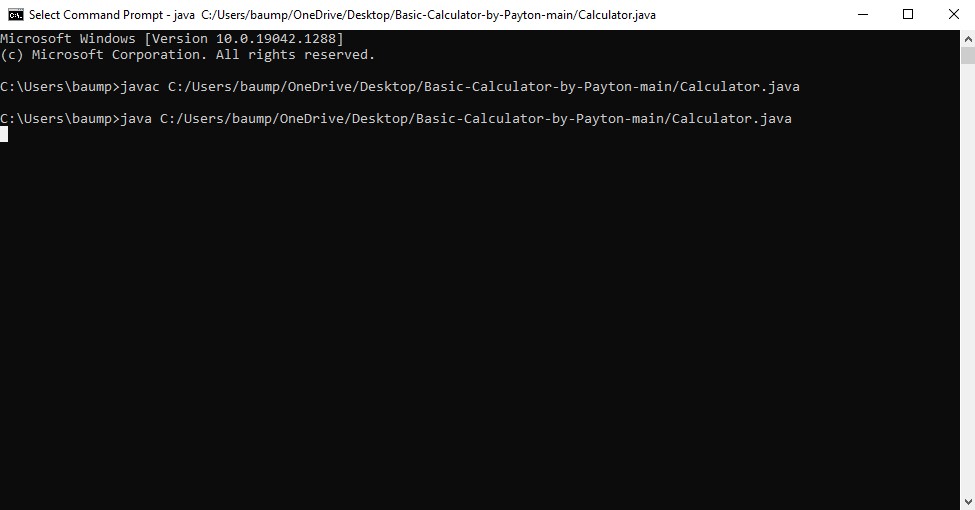 Select Command Prompt - java  C:/Users/baump/OneDrive/Desktop/Basic-Calculator-by-Payton-main/Calculator.java
Microsoft Windows [Version 10.0.19042.1288]
(c) Microsoft Corporation. All rights reserved.
C:\Users\baump>javac C:/Users/baump/OneDrive/Desktop/Basic-Calculator-by-Payton-main/Calculator.java
C:\Users\baump>java C:/Users/baump/OneDrive/Desktop/Basic-Calculator-by-Payton-main/Calculator.java